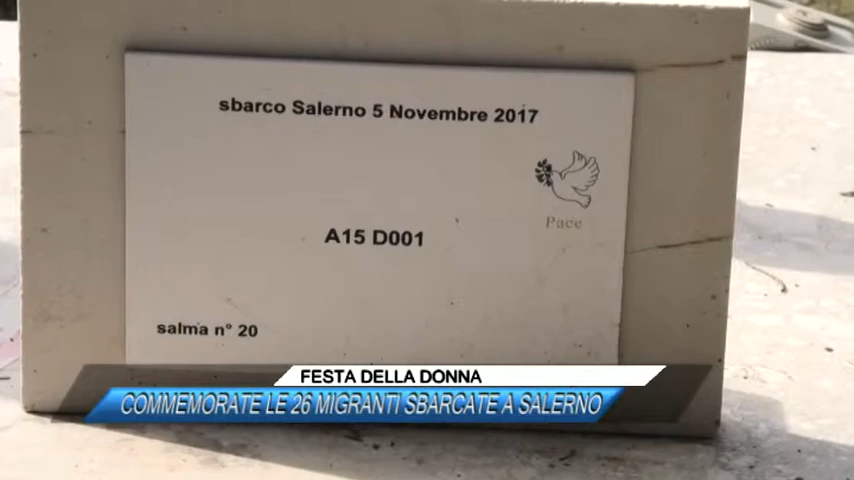 sbarco Salerno 5 Novembre 2017
Pace
A15 D001
salma n° 20
FESTA DELLA DONNA
COMMEMORATE LE 26 MIGRANTI SBARCATE A SALERNO